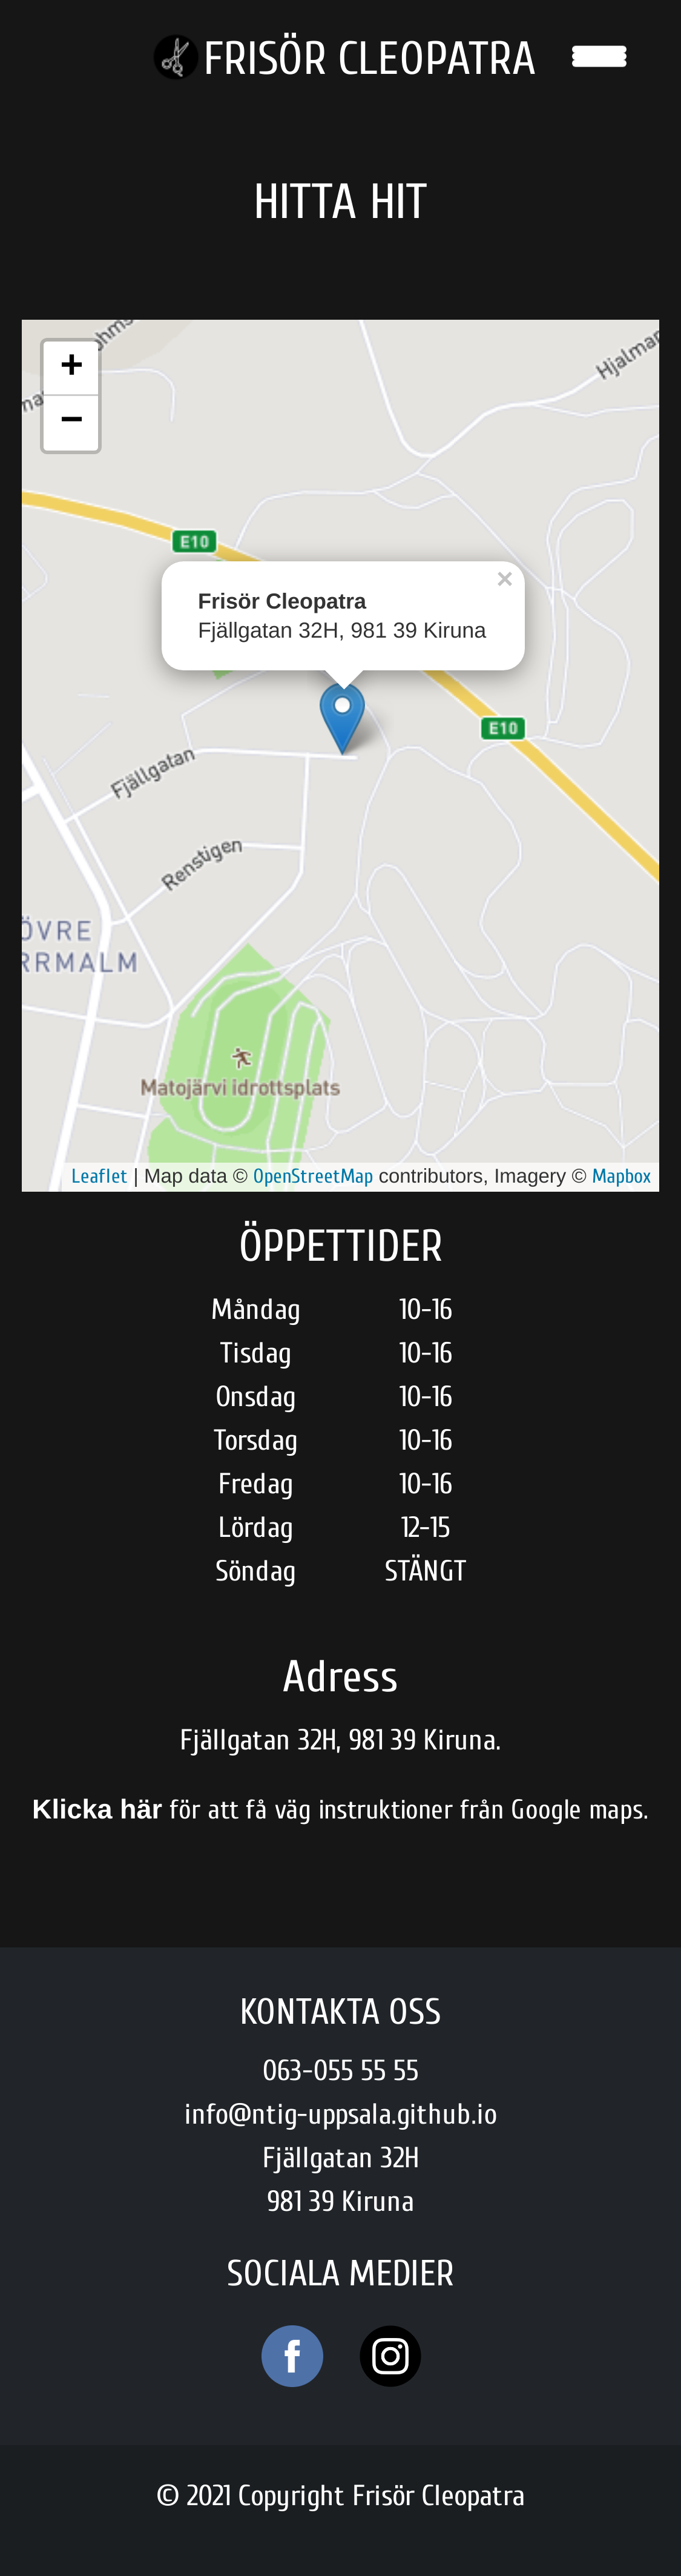 FRISÖR CLEOPATRA
HITTA HIT
+
−
Hjalmar
E10
×
Frisör Cleopatra
Fjällgatan 32H, 981 39 Kiruna
E10
Fjällgatan
Renstigen
ÖVRE
RRMALM
Matojärvi idrottsplats
Leaflet | Map data © OpenStreetMap contributors, Imagery © Mapbox
ÖPPETTIDER
Måndag 10-16
Tisdag 10-16
Onsdag 10-16
Torsdag 10-16
Fredag 10-16
Lördag 12-15
Söndag STÄNGT
Adress
Fjällgatan 32H, 981 39 Kiruna.
Klicka här för att få väg instruktioner från Google maps.
KONTAKTA OSS
063-055 55 55
info@ntig-uppsala.github.io
Fjällgatan 32H
981 39 Kiruna
SOCIALA MEDIER
f
© 2021 Copyright Frisör Cleopatra